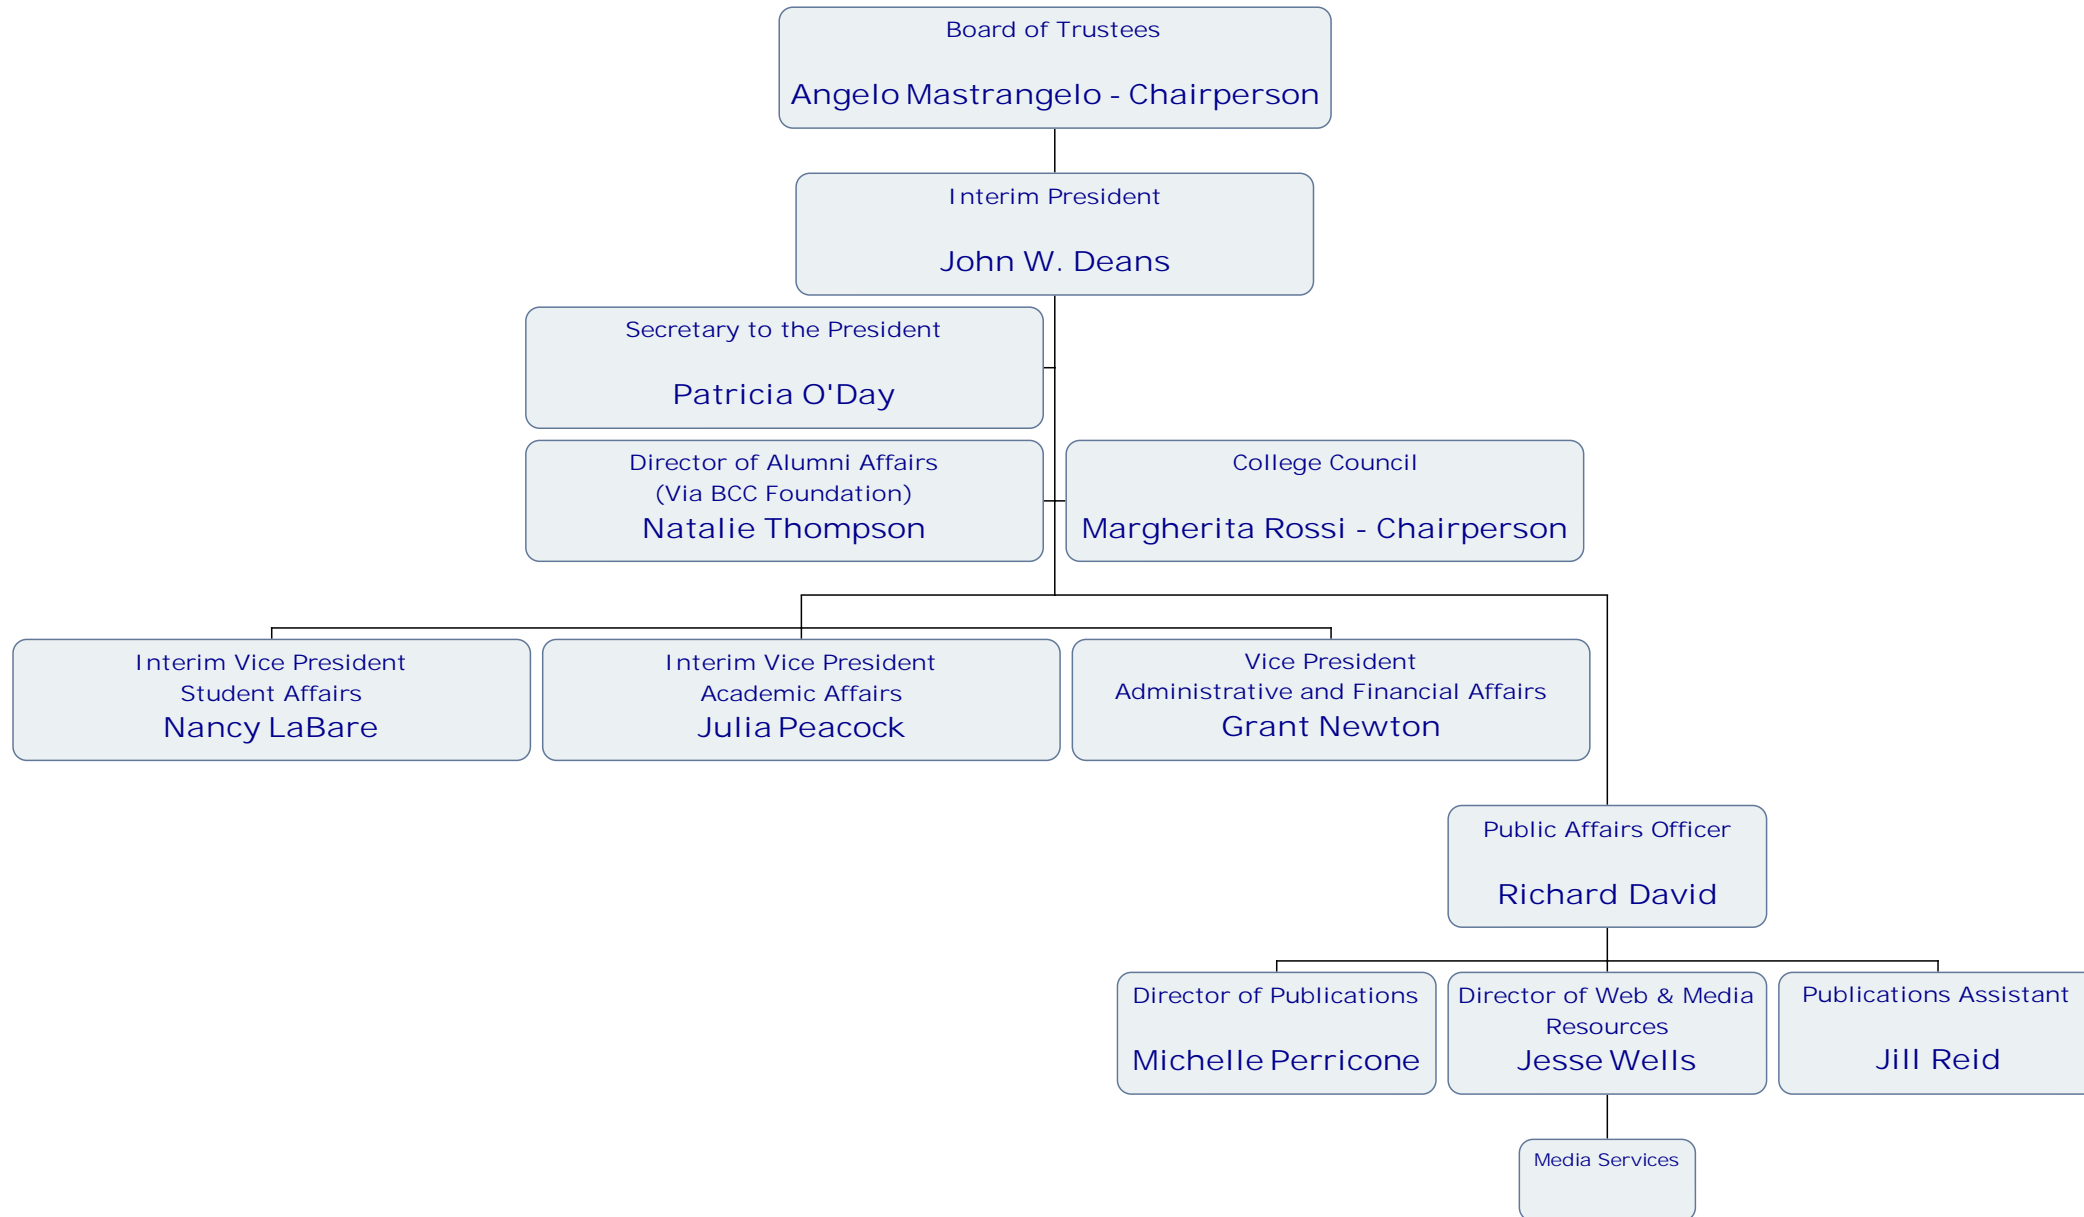 Board of Trustees
Angelo Mastrangelo - Chairperson
Interim President
John W. Deans
Secretary to the President
Patricia O'Day
Director of Alumni Affairs
(Via BCC Foundation)
Natalie Thompson
College Council
Margherita Rossi - Chairperson
Interim Vice President
Student Affairs
Nancy LaBare
Interim Vice President
Academic Affairs
Julia Peacock
Vice President
Administrative and Financial Affairs
Grant Newton
Public Affairs Officer
Richard David
Director of Publications
Michelle Perricone
Director of Web & Media
Resources
Jesse Wells
Publications Assistant
Jill Reid
Media Services